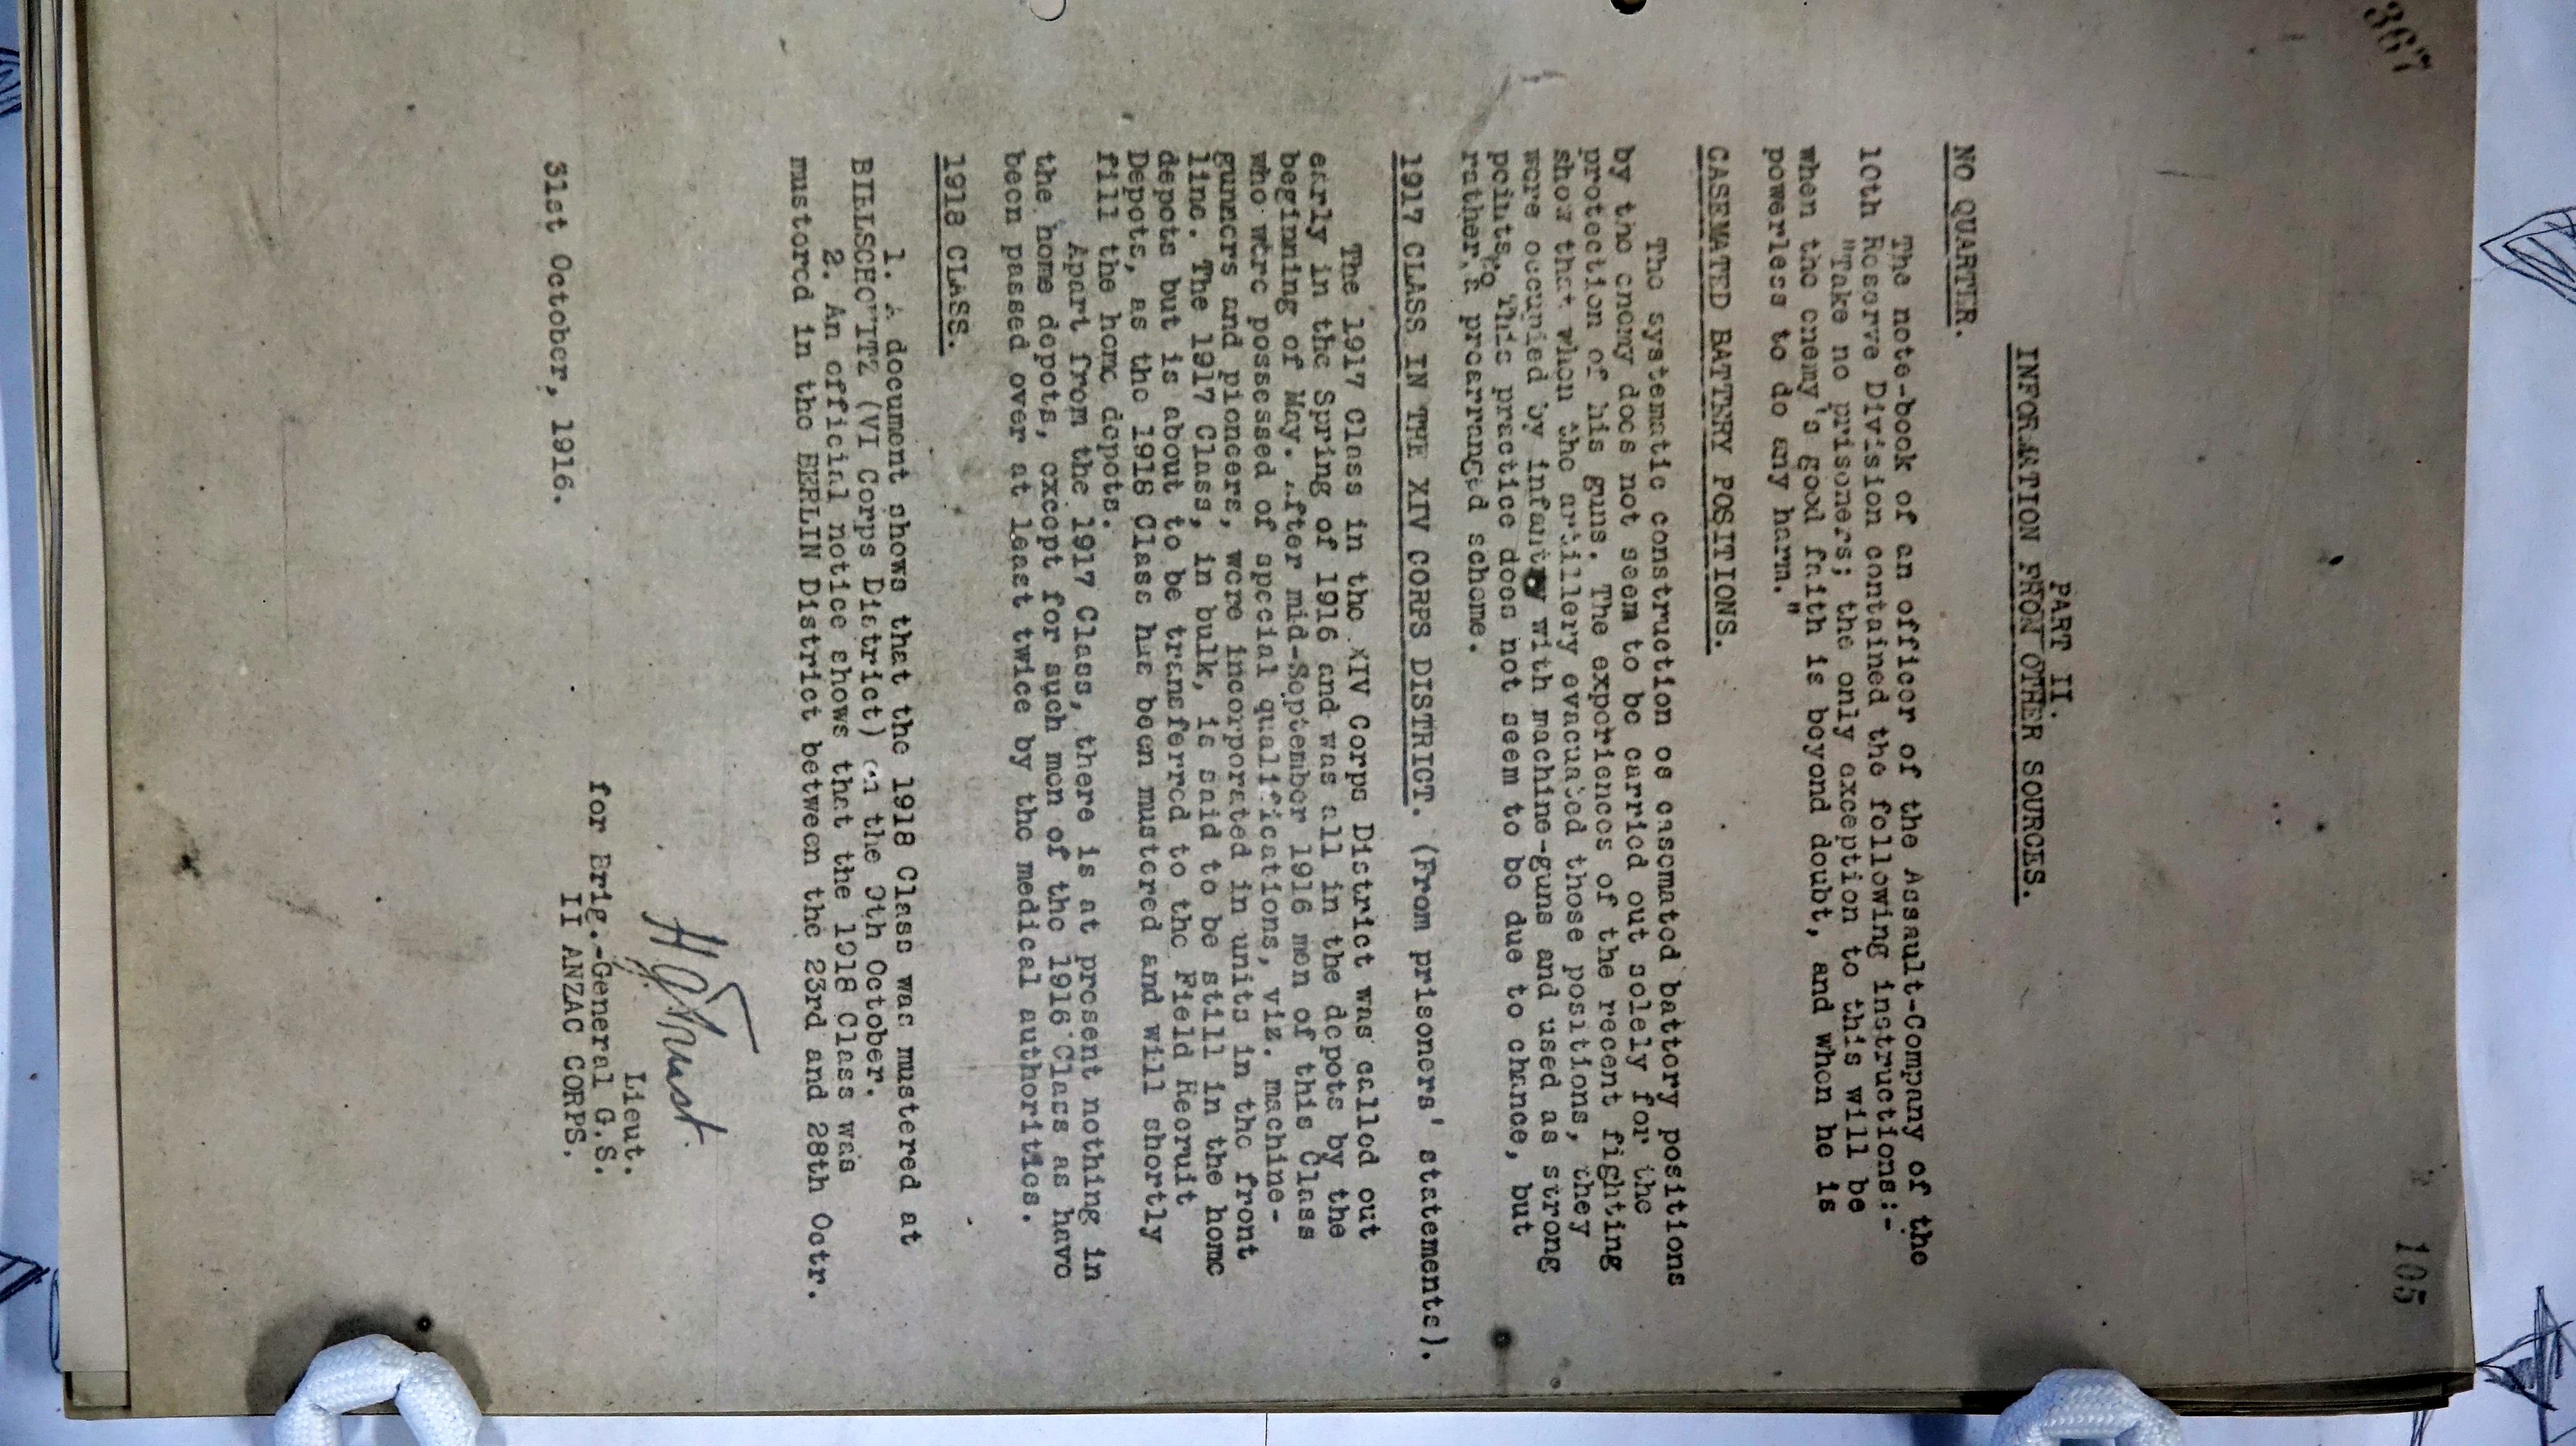 367
105
PART II.
INFORMATION FROM OTHER SOURCES.
NO QUARTER.
The note-book of an officer of the Assault-Company of the
10th Reserve Division contained the following instructions:-
"Take no prisoners; the only exception to this will be
when the enemy's good faith is beyond doubt, and when he is
powerless to do any harm."
CASEMATED BATTERY POSITIONS.
The systematic construction os casemated battery positions
by the enemy does not seem to be carried out solely for the
protection of his guns. The experiences of the recent fighting
show that when the artillery evacuated those positions, they
were occupied by infantry with machine-guns and used as strong
points. This practice does not seem to be due to chance, but
rather, a prearranged scheme.
1917 CLASS IN THE XIV CORPS DISTRICT. (From prisoners' statements).
The 1917 Class in the XIV Corps District was called out
early in the Spring of 1916 and was all in the depots by the
beginning of May. After mid-September 1916 men of this Class
who were possessed of special qualifications, viz. machine-
gunners and pioneers, were incorporated in units in the front
line. The 1917 Class, in bulk, is said to be still in the home
depots but is about to be transferred to the Field Recruit
Depots, as the 1918 Class has been mustered and will shortly
fill the home depots.
Apart from the 1917 Class, there is at present nothing in
the home depots, except for such men of the 1916 Class as have
been passed over at least twice by the medical authorities.
1918 CLASS.
1. A document shows that the 1918 Class was mustered at
(VI Corps District) on the 9th October.
2. An official notice shows that the 1918 Class was
mustered in the BERLIN District between the 23rd and 28th Octr.
Lieut.
for Brig.-General G.S.
31st October, 1916. II ANZAC CORPS.